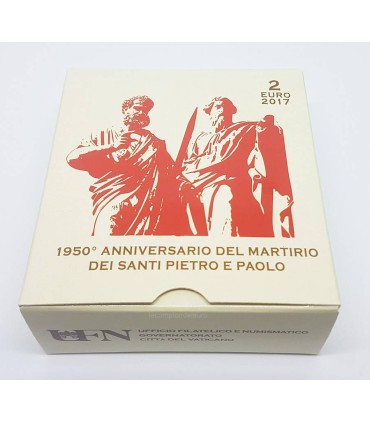 2
EURO
2017
1950° ANNIVERSARIO DEL MARTIRIO
DEI SANTI PIETRO E PAOLO
UFN
UFFICIO FILATELICO E NUMISMATICO
GOVERNATORATO
CITTÀ DEL VATICANO